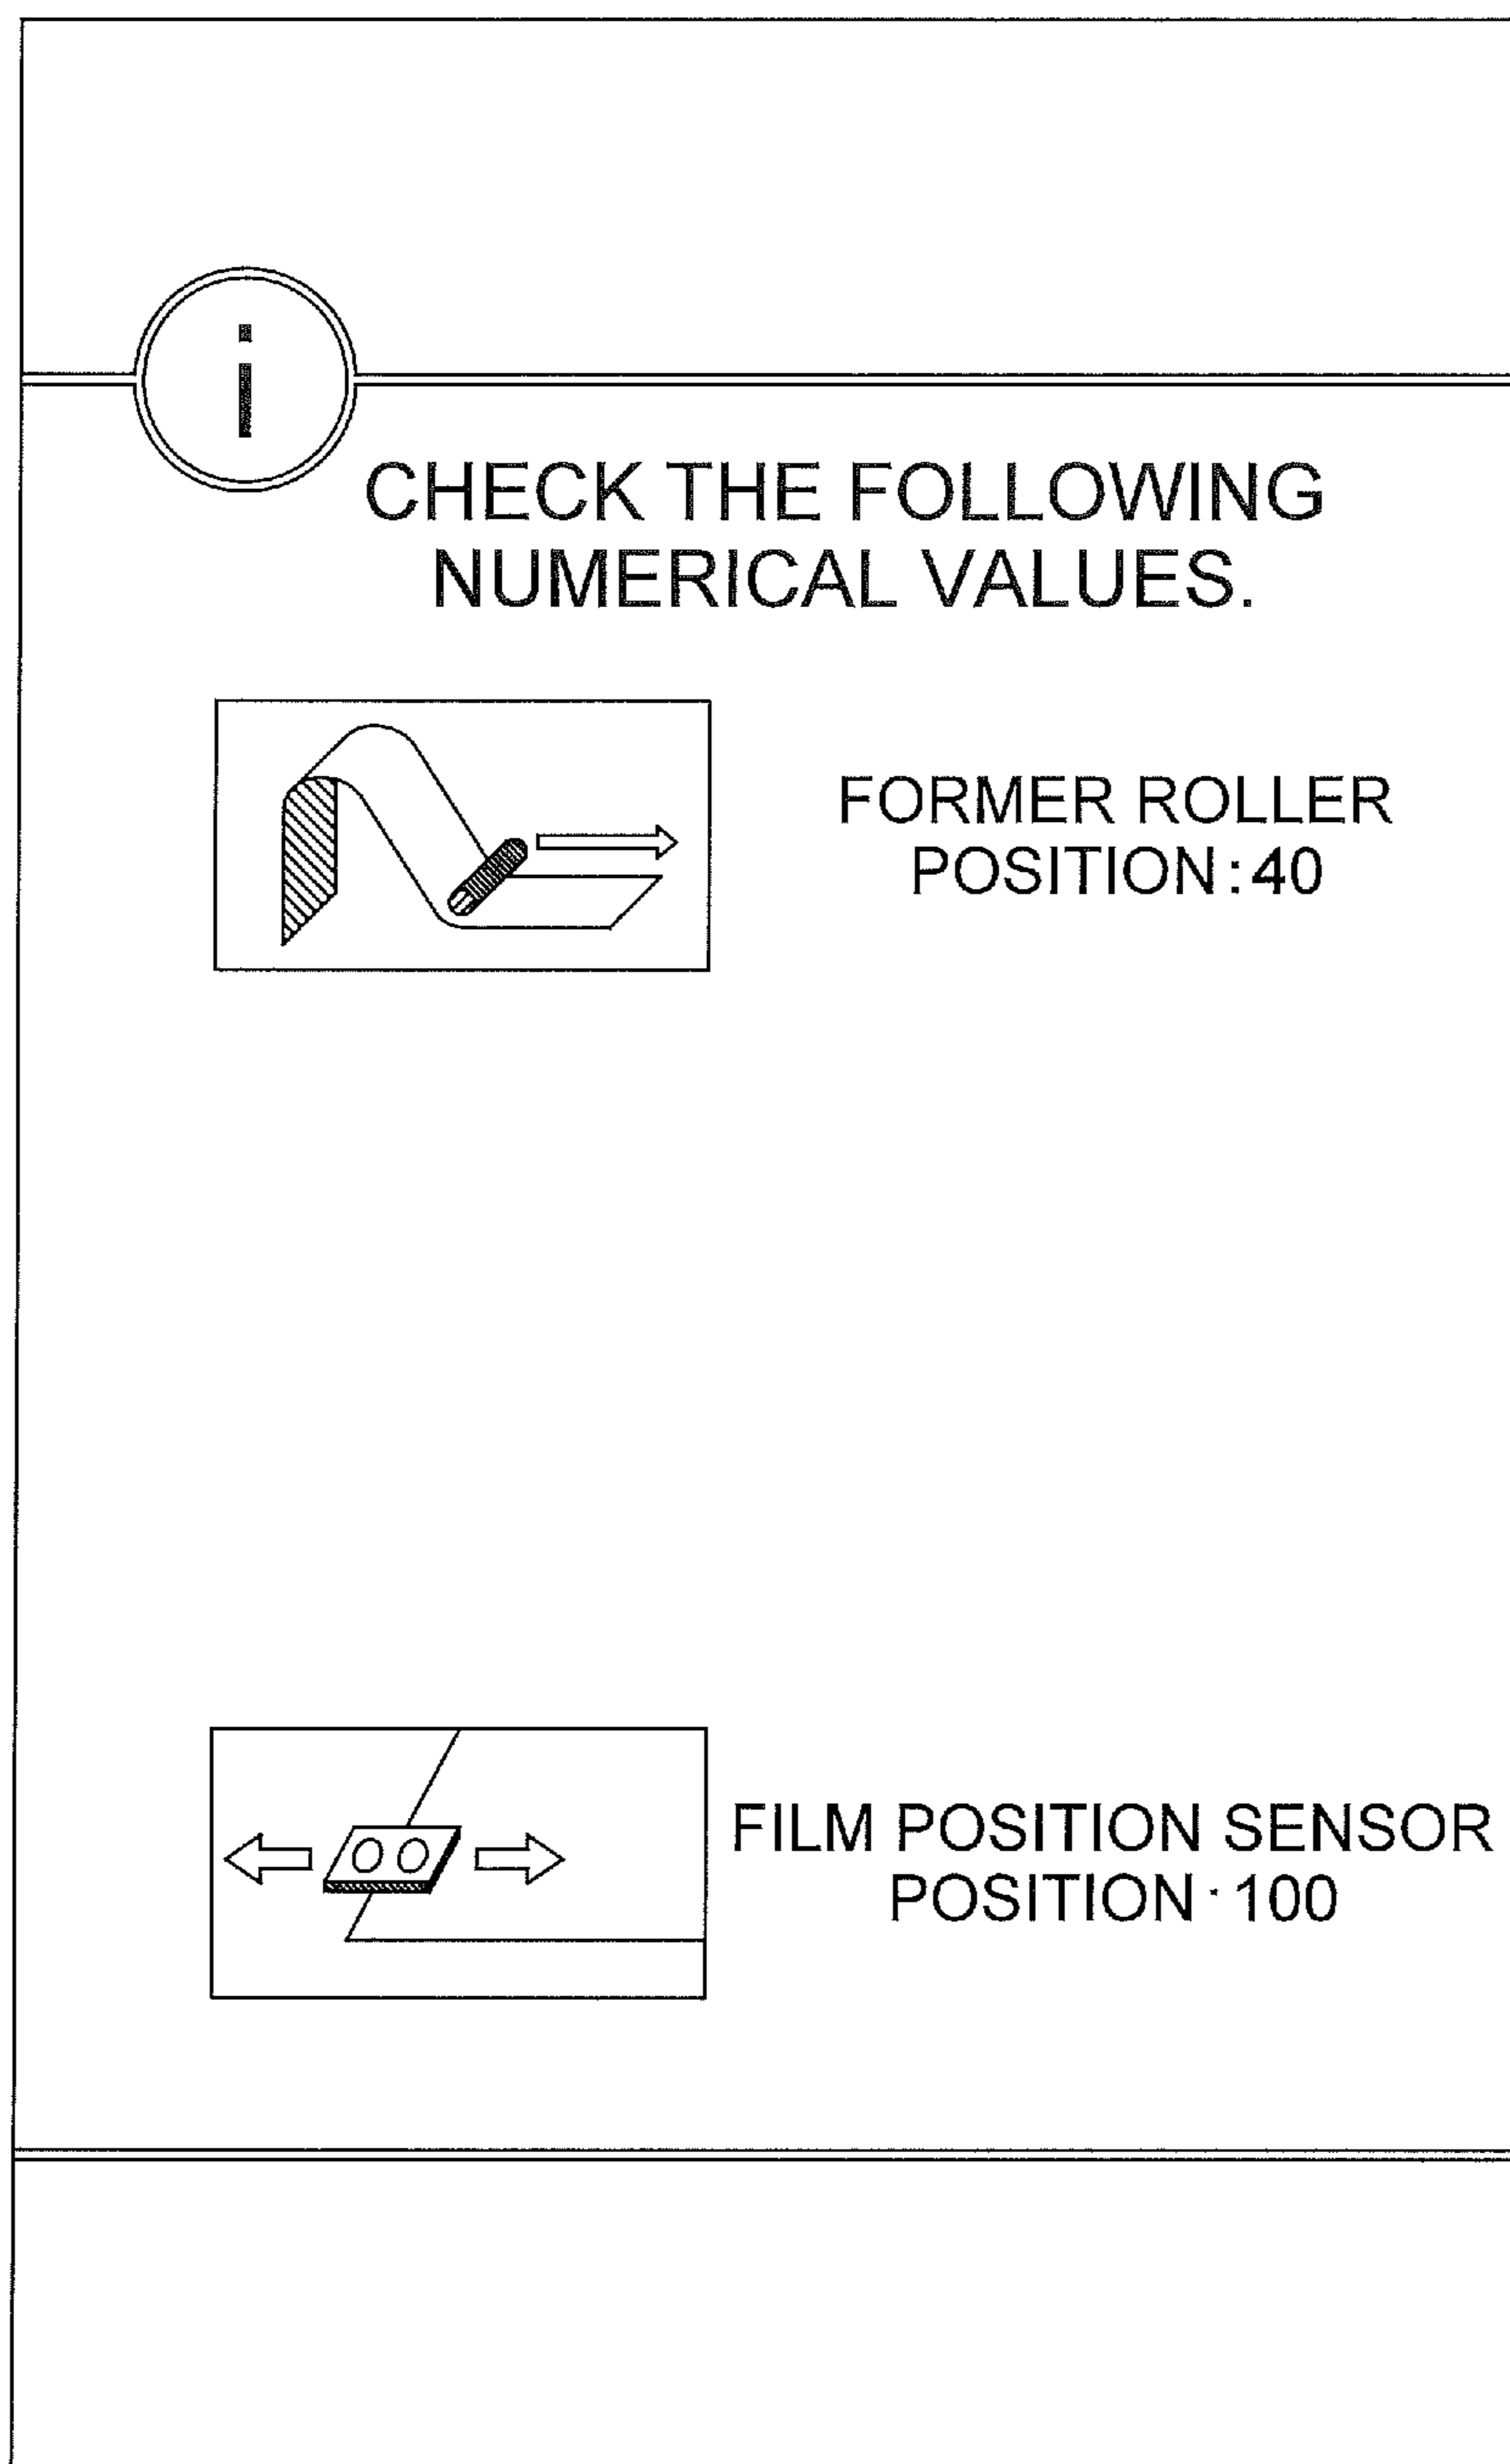 i
CHECK THE FOLLOWING
NUMERICAL VALUES.
FORMER ROLLER
POSITION:40
FILM POSITION SENSOR
POSITION·100